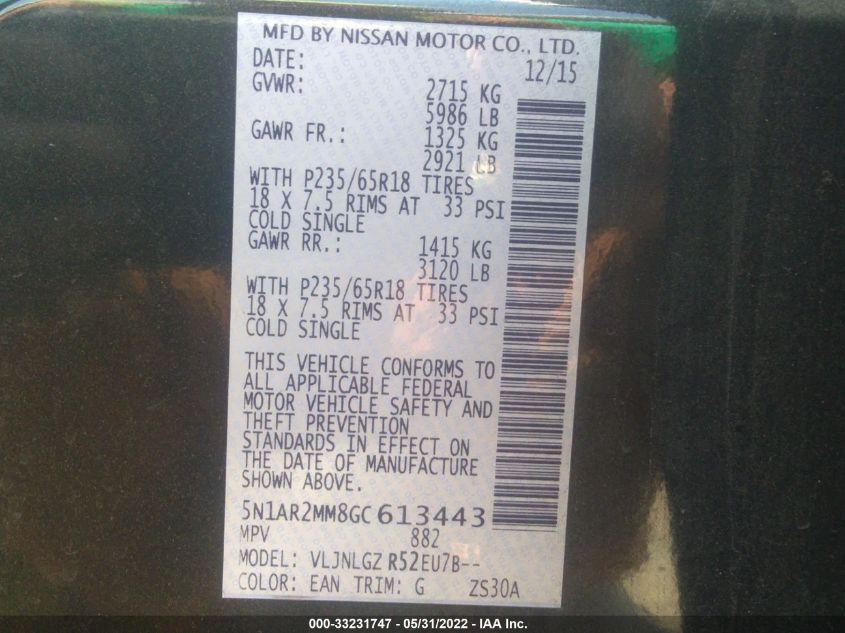 MFD BY NISSAN MOTOR CO., LTD.
DATE: 12/15
GVWR: 2715 KG
5986 LB
GAWR FR.: 1325 KG
2921 LB
WITH P235/65R18 TIRES
18 X 7.5 RIMS AT 33 PSI
COLD SINGLE
GAWR RR.: 1415 KG
3120 LB
WITH P235/65R18 TIRES
18 X 7.5 RIMS AT 33 PSI
COLD SINGLE
THIS VEHICLE CONFORMS TO
ALL APPLICABLE FEDERAL
MOTOR VEHICLE SAFETY AND
THEFT PREVENTION
STANDARDS IN EFFECT ON
THE DATE OF MANUFACTURE
SHOWN ABOVE.
5N1AR2MM8GC613443
MPV 882
MODEL: VLJNLGZ R52EU7B--
COLOR: EAN TRIM: G ZS30A
000-33231747 - 05/31/2022 - IAA Inc.